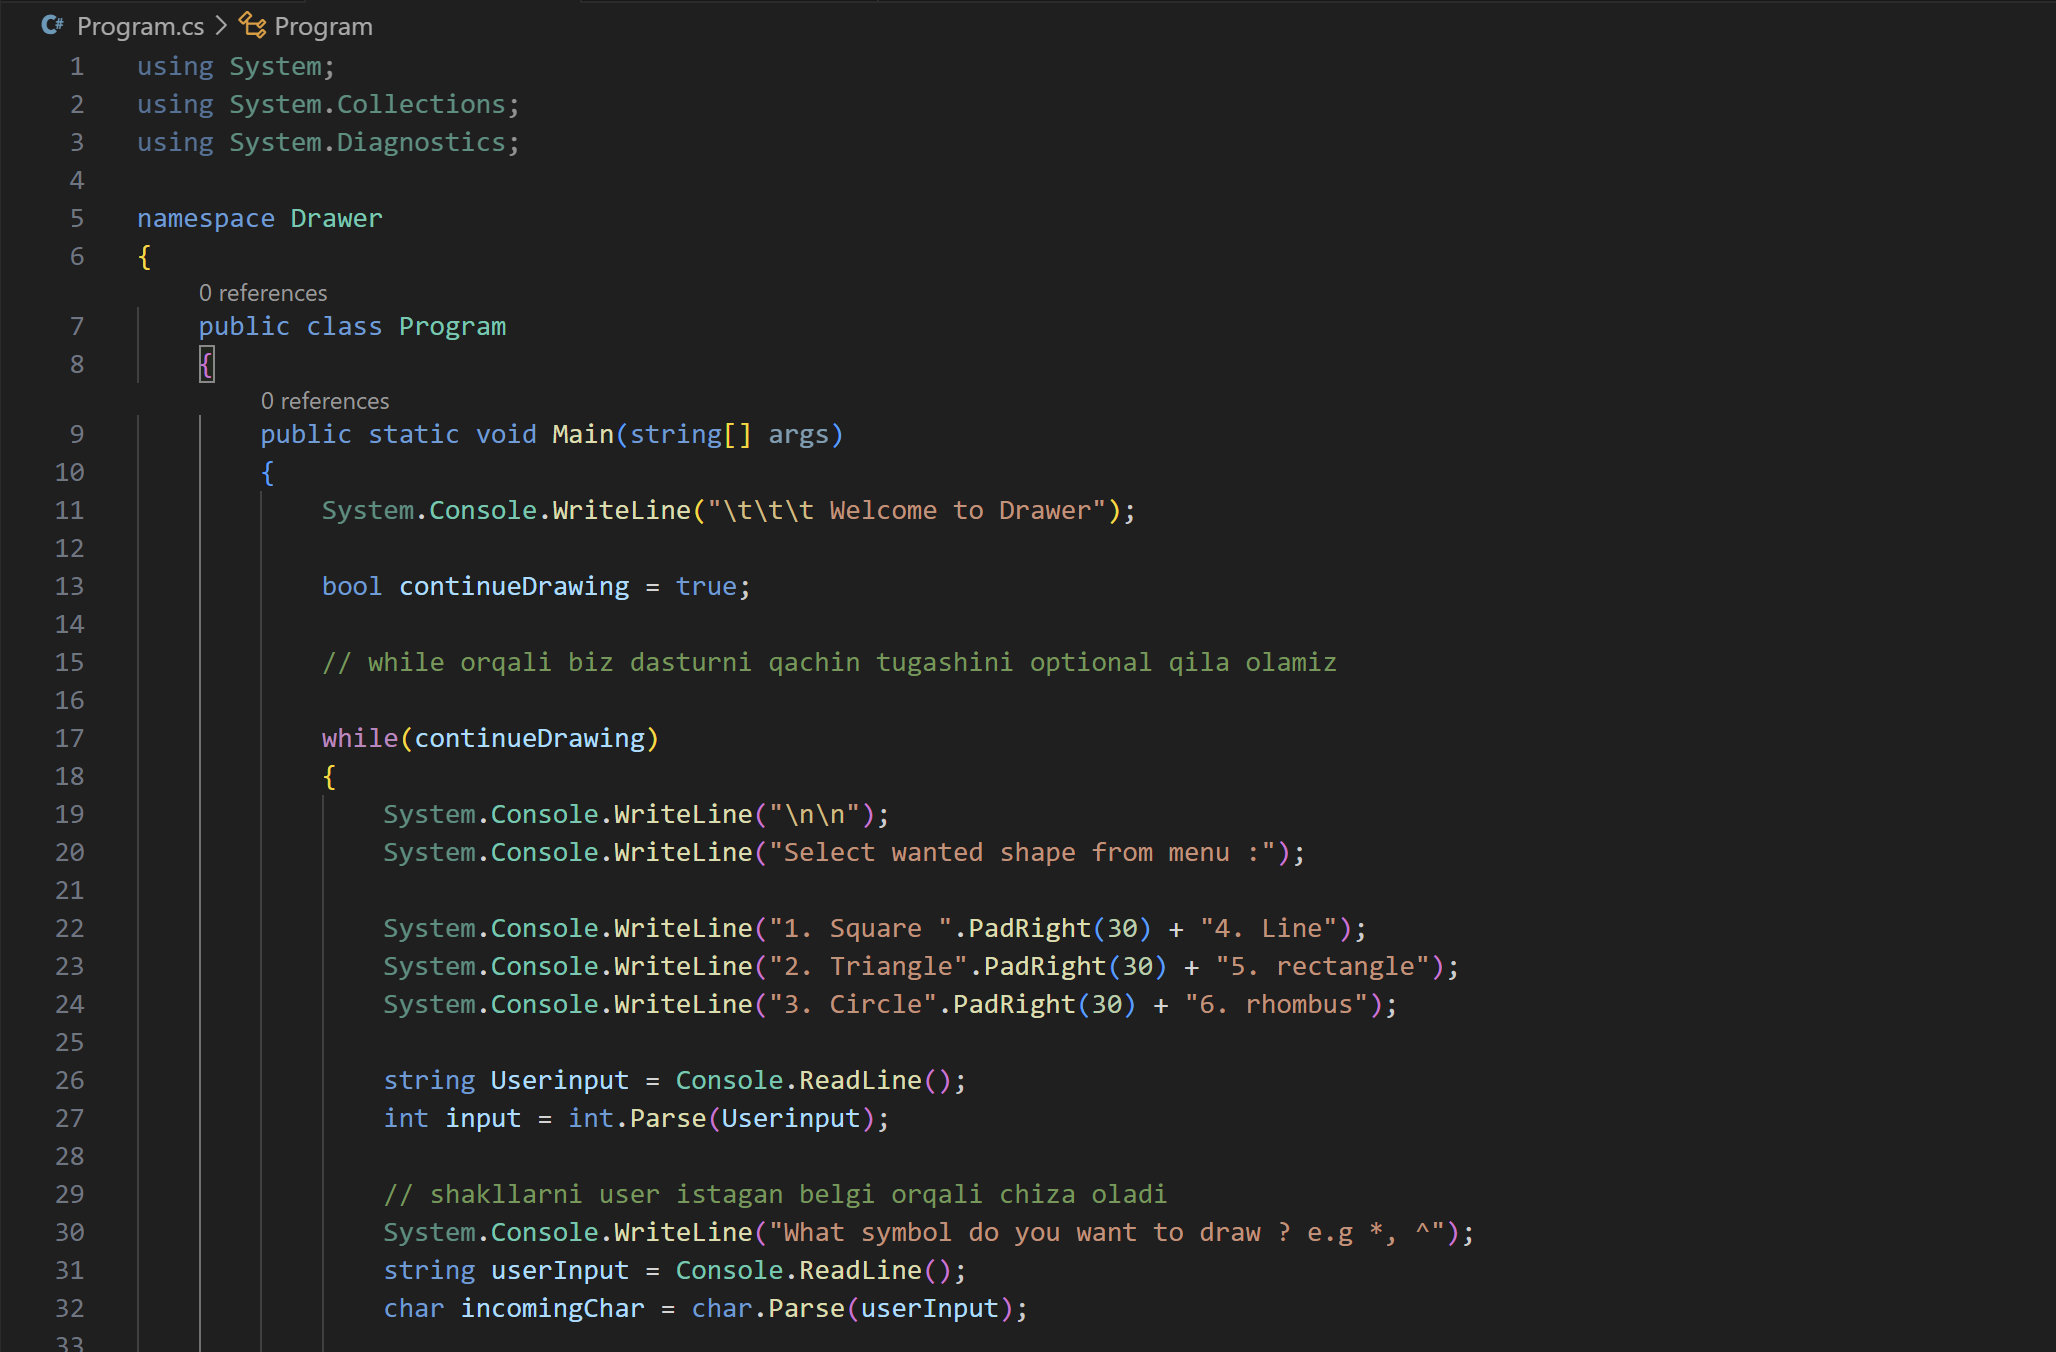 C# Program.cs > Program
1 using System;
2 using System.Collections;
3 using System.Diagnostics;
4
5 namespace Drawer
6 {
0 references
7 public class Program
8 {
0 references
9 public static void Main(string[] args)
10 {
11 System.Console.WriteLine("\t\t\t Welcome to Drawer");
12
13 bool continueDrawing = true;
14
15 // while orqali biz dasturni qachin tugashini optional qila olamiz
16
17 while(continueDrawing)
18 {
19 System.Console.WriteLine("\n\n");
20 System.Console.WriteLine("Select wanted shape from menu :");
21
22 System.Console.WriteLine("1. Square ".PadRight(30) + "4. Line");
23 System.Console.WriteLine("2. Triangle".PadRight(30) + "5. rectangle");
24 System.Console.WriteLine("3. Circle".PadRight(30) + "6. rhombus");
25
26 string Userinput = Console.ReadLine();
27 int input = int.Parse(Userinput);
28
29 // shakllarni user istagan belgi orqali chiza oladi
30 System.Console.WriteLine("What symbol do you want to draw ? e.g *, ^");
31 string userInput = Console.ReadLine();
32 char incomingChar = char.Parse(userInput);
33